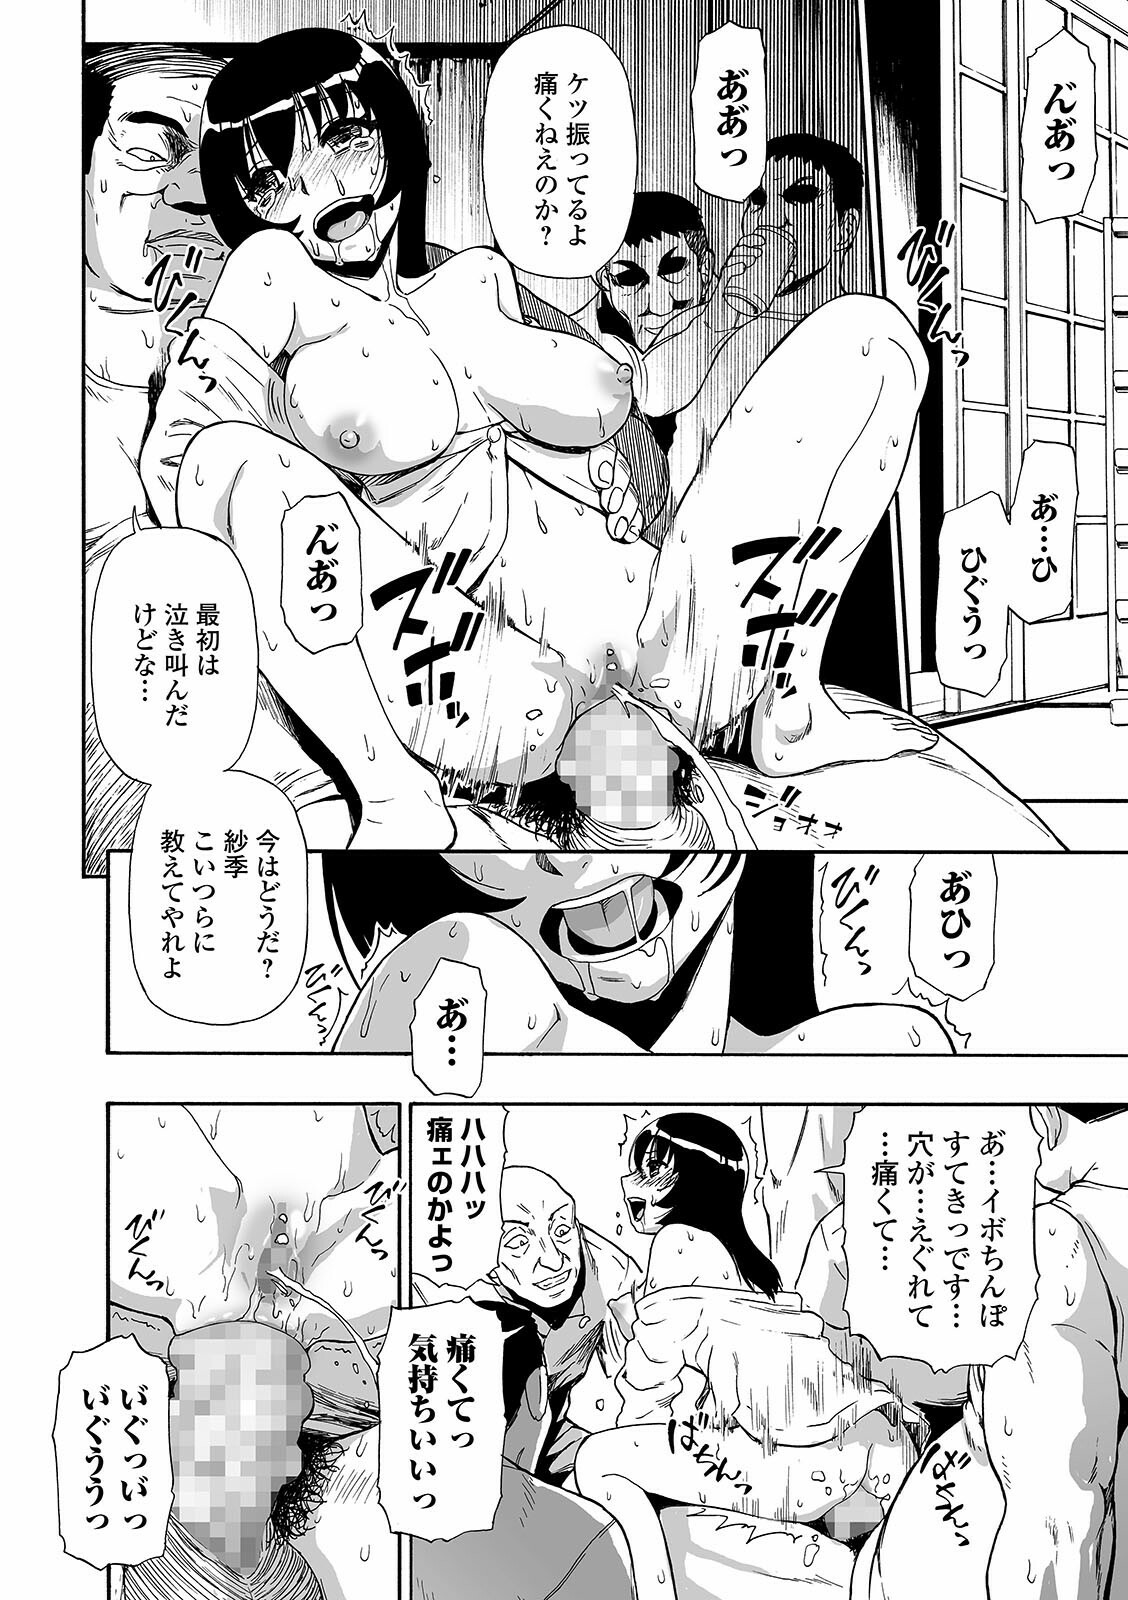 ん゛あ゛っ
あ゛あ゛っ
ケツ振ってるよ
痛くねえのか?
びくんっ
びくんっ
あ゛…ひ
ひぐうっ
ズボ
ズボ
ん゛あ゛っ
最初は
泣き叫んだ
けどな…
ジョオオオ
今はどうだ?
紗季
こいつらに
教えてやれよ
あ゛ひっ
びくんっ
びくんっ
あ゛…
あ゛…イボちんぽ
すてきっです…
穴が…えぐれて
…痛くて…
ハハハッ
痛ェのかよっ
ばちゅんっ
痛くてっ
気持ちいいっ
びくんっ
い゛ぐっい゛っ
い゛ぐううっ